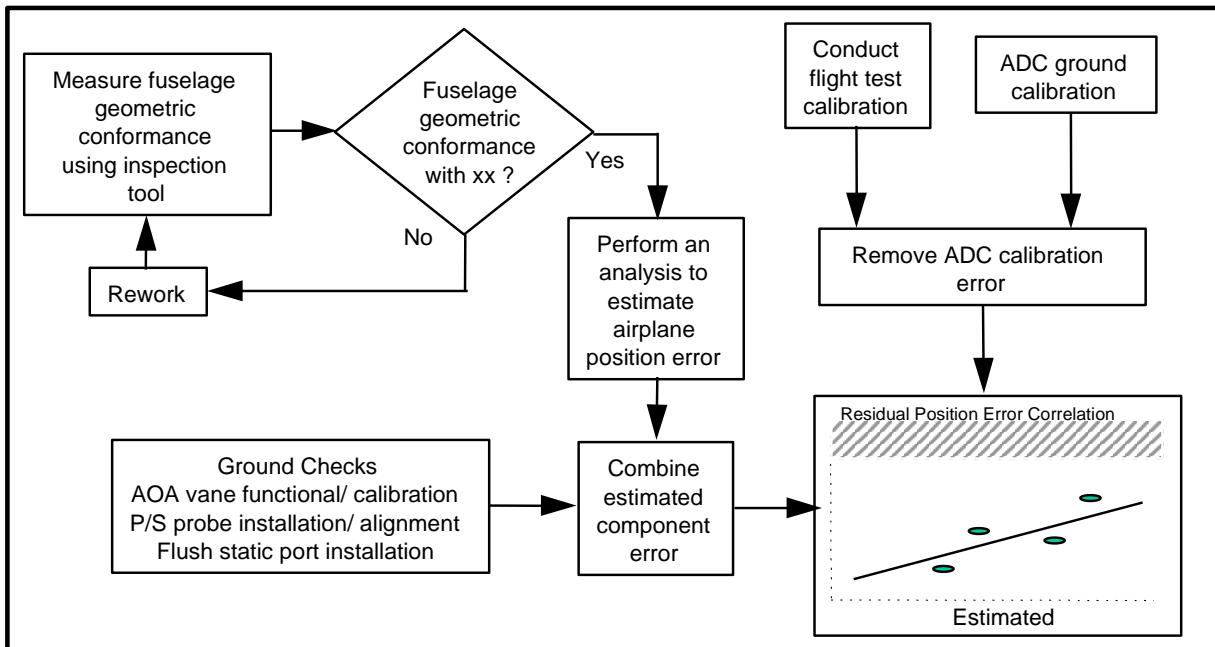 Measure fuselage
geometric
conformance
using inspection
tool
Fuselage
geometric
conformance
with xx ?
Yes
No
Rework
Perform an
analysis to
estimate
airplane
position error
Conduct
flight test
calibration
ADC ground
calibration
Remove ADC calibration
error
Ground Checks
AOA vane functional/ calibration
P/S probe installation/ alignment
Flush static port installation
Combine
estimated
component
error
Residual Position Error Correlation
Estimated